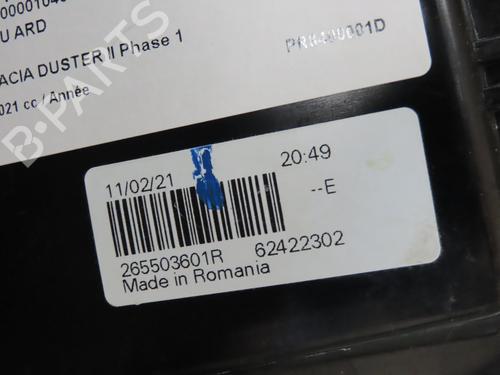 U ARD
ACIA DUSTER II Phase 1
021 cc / Année
B-PARTS
11/02/21
20:49
--E
265503601R
62422302
Made in Romania